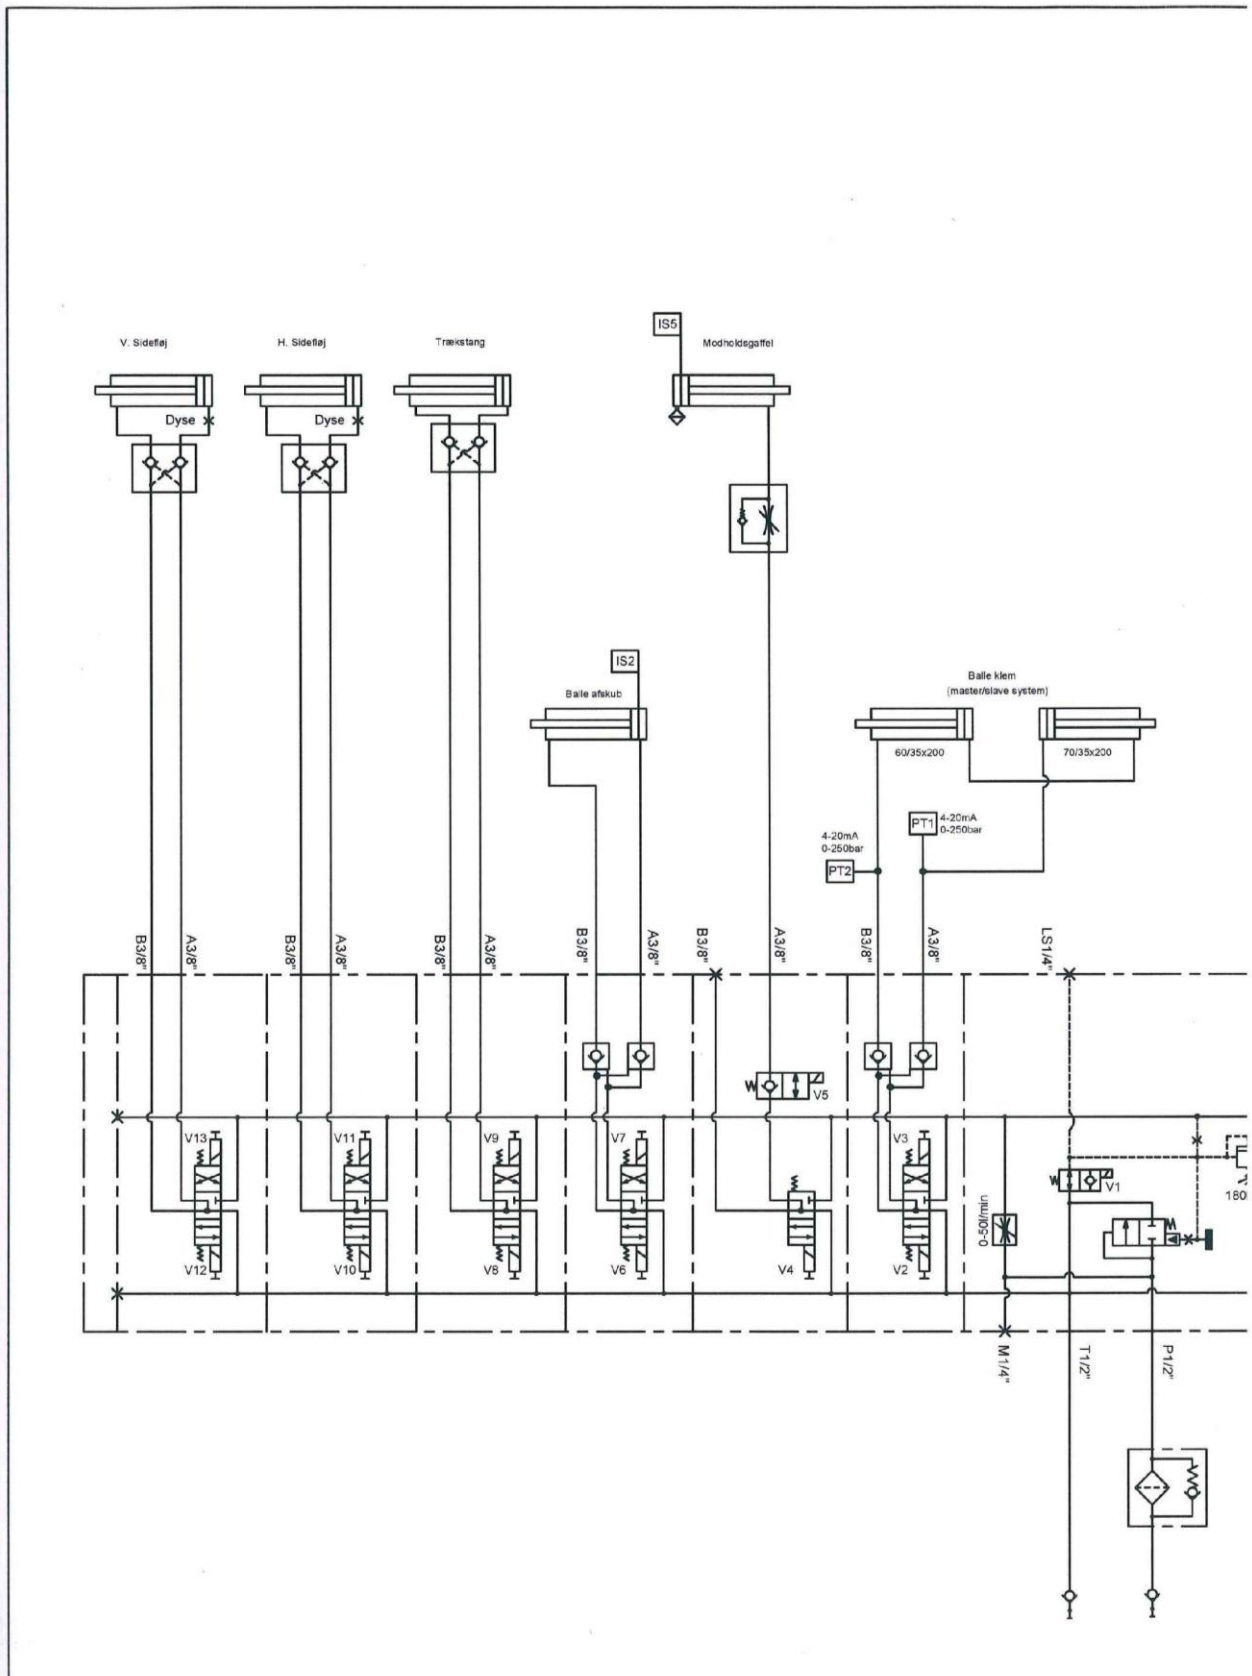 IS5
V. Sidefløj
H. Sidefløj
Trækstang
Modholdsgaffel
Dyse
Dyse
IS2
Balle afskub
Balle klem
(master/slave system)
60/35x200
70/35x200
PT1
4-20mA
0-250bar
4-20mA
0-250bar
PT2
B3/8"
A3/8"
B3/8"
A3/8"
B3/8"
A3/8"
B3/8"
A3/8"
B3/8"
A3/8"
B3/8"
A3/8"
LS1/4"
V5
V13
V11
V9
V7
V3
V1
180
0-50l/min
V12
V10
V8
V6
V4
V2
M1/4"
T1/2"
P1/2"